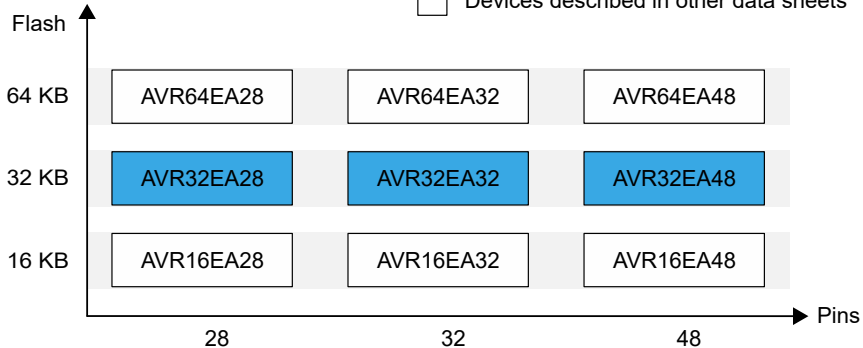 Devices described in other data sheets
Flash
64 KB
AVR64EA28
AVR64EA32
AVR64EA48
32 KB
AVR32EA28
AVR32EA32
AVR32EA48
16 KB
AVR16EA28
AVR16EA32
AVR16EA48
Pins
28
32
48